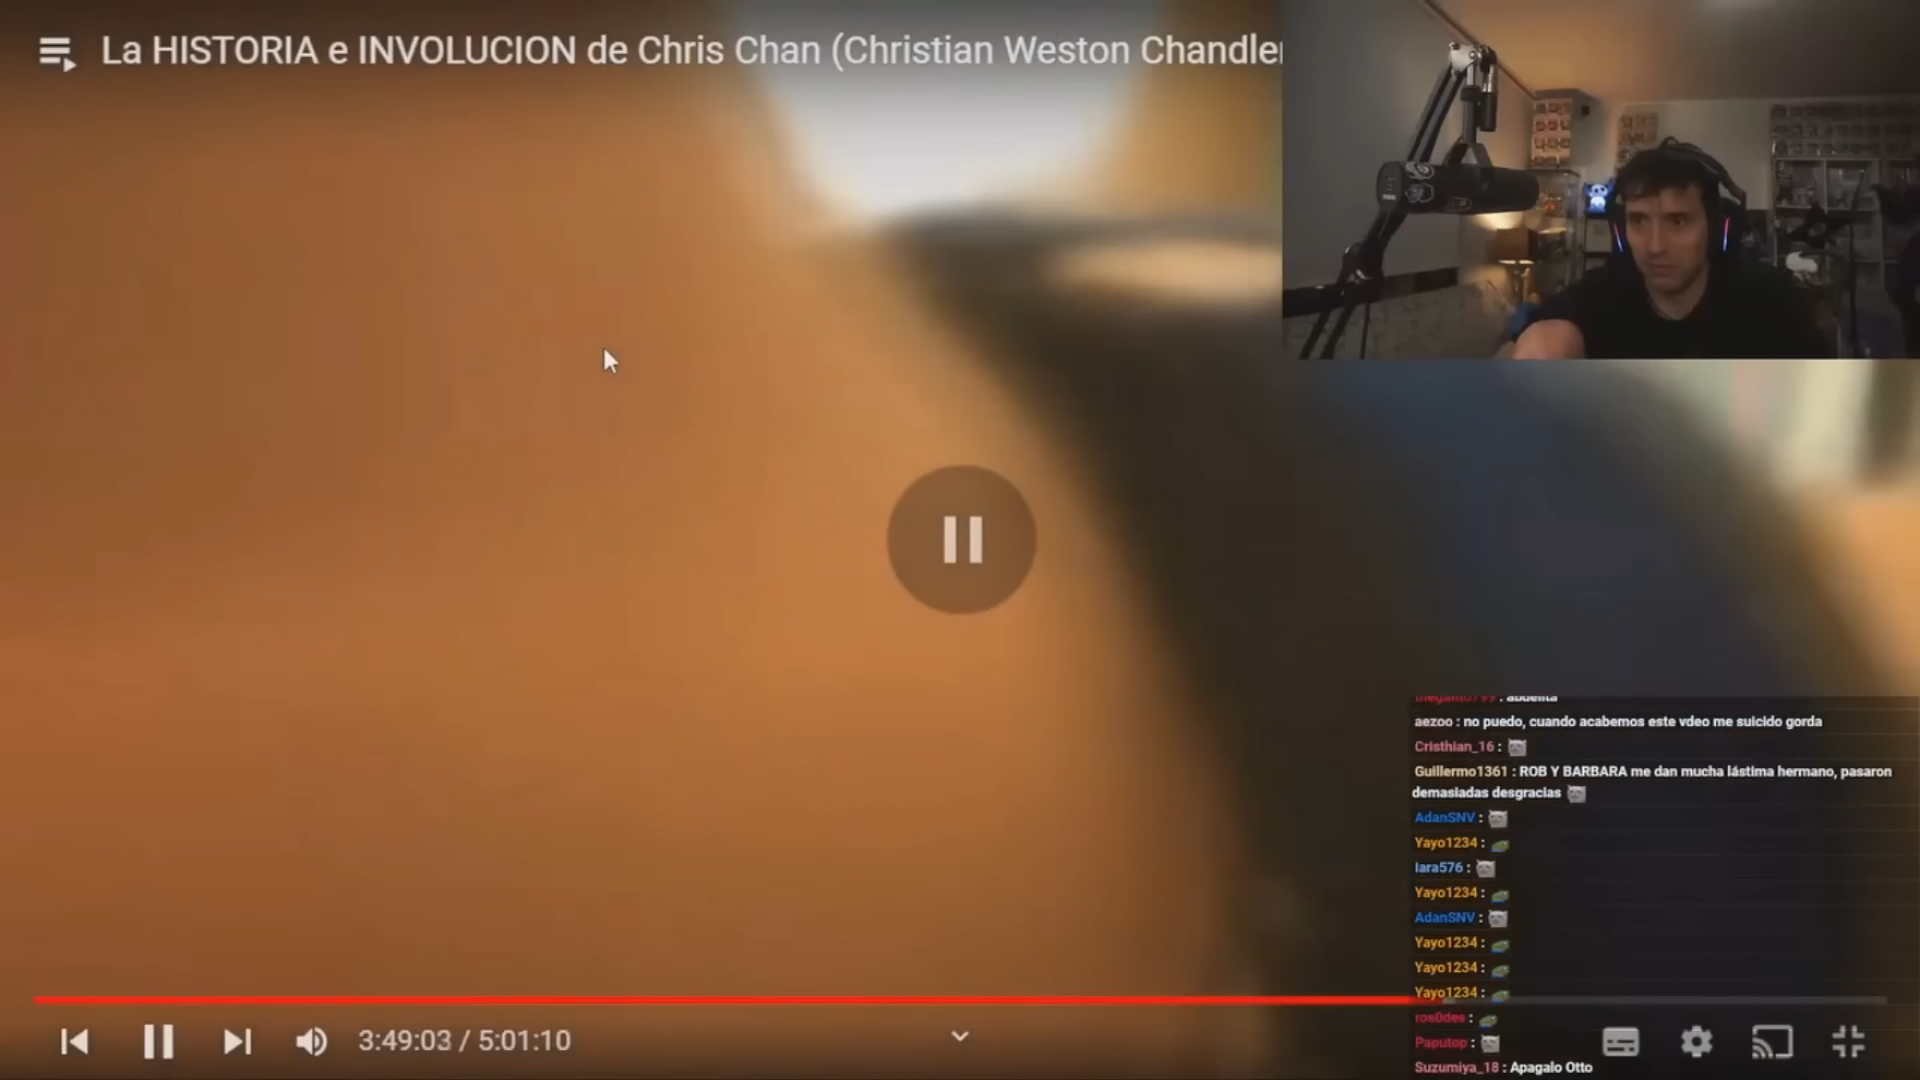 La HISTORIA e INVOLUCION de Chris Chan (Christian Weston Chandler
aezoo : no puedo, cuando acabemos este vdeo me suicido gorda
Cristhian_16 :
Guillermo1361 : ROB Y BARBARA me dan mucha lástima hermano, pasaron
demasiadas desgracias
AdanSNV :
Yayo1234 :
lara576 :
Yayo1234 :
AdanSNV :
Yayo1234 :
Yayo1234 :
Yayo1234 :
ros0des :
Paputop :
Suzumiya_18 : Apagalo Otto
3:49:03 / 5:01:10